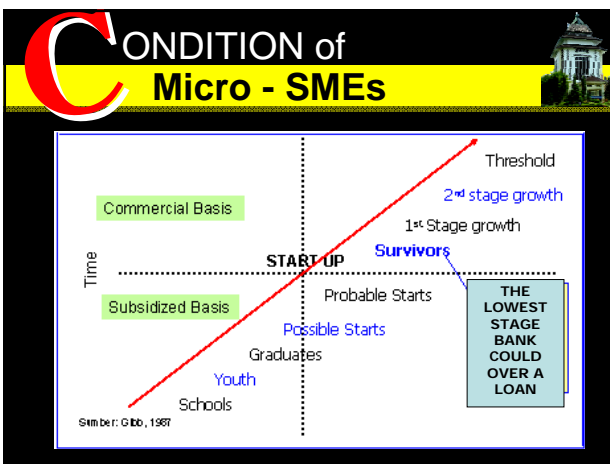 CONDITION of
Micro - SMEs
Threshold
2nd stage growth
Commercial Basis
1st Stage growth
Survivors
START UP
Time
Probable Starts
Subsidized Basis
Possible Starts
Graduates
Youth
Schools
Sumber: Gibb, 1987
THE
LOWEST
STAGE
BANK
COULD
OVER A
LOAN